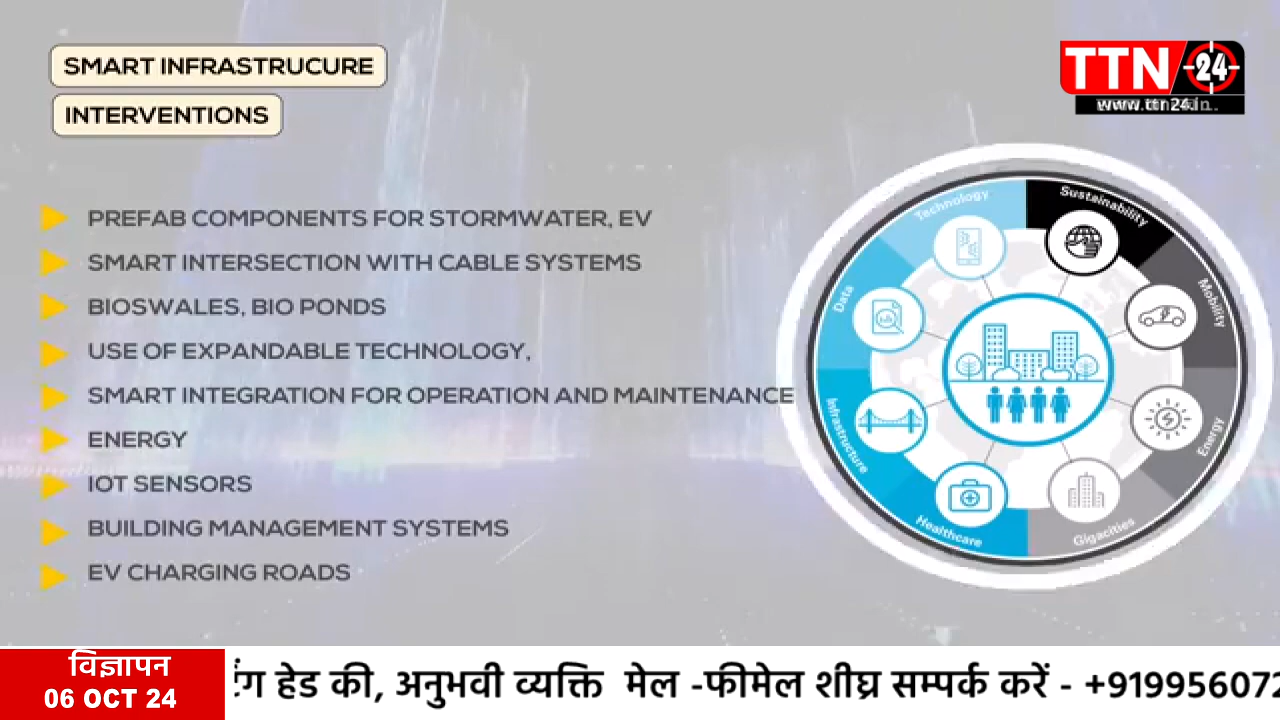 SMART INFRASTRUCURE
INTERVENTIONS
TTN 24
PREFAB COMPONENTS FOR STORMWATER, EV
SMART INTERSECTION WITH CABLE SYSTEMS
BIOSWALES, BIO PONDS
USE OF EXPANDABLE TECHNOLOGY,
SMART INTEGRATION FOR OPERATION AND MAINTENANCE
ENERGY
IOT SENSORS
BUILDING MANAGEMENT SYSTEMS
EV CHARGING ROADS
Technology
Sustainability
Mobility
Energy
Gigacities
Healthcare
Infrastructure
Data
विज्ञापन
06 OCT 24
हेड की, अनुभवी व्यक्ति मेल -फीमेल शीघ्र सम्पर्क करें - +919956072